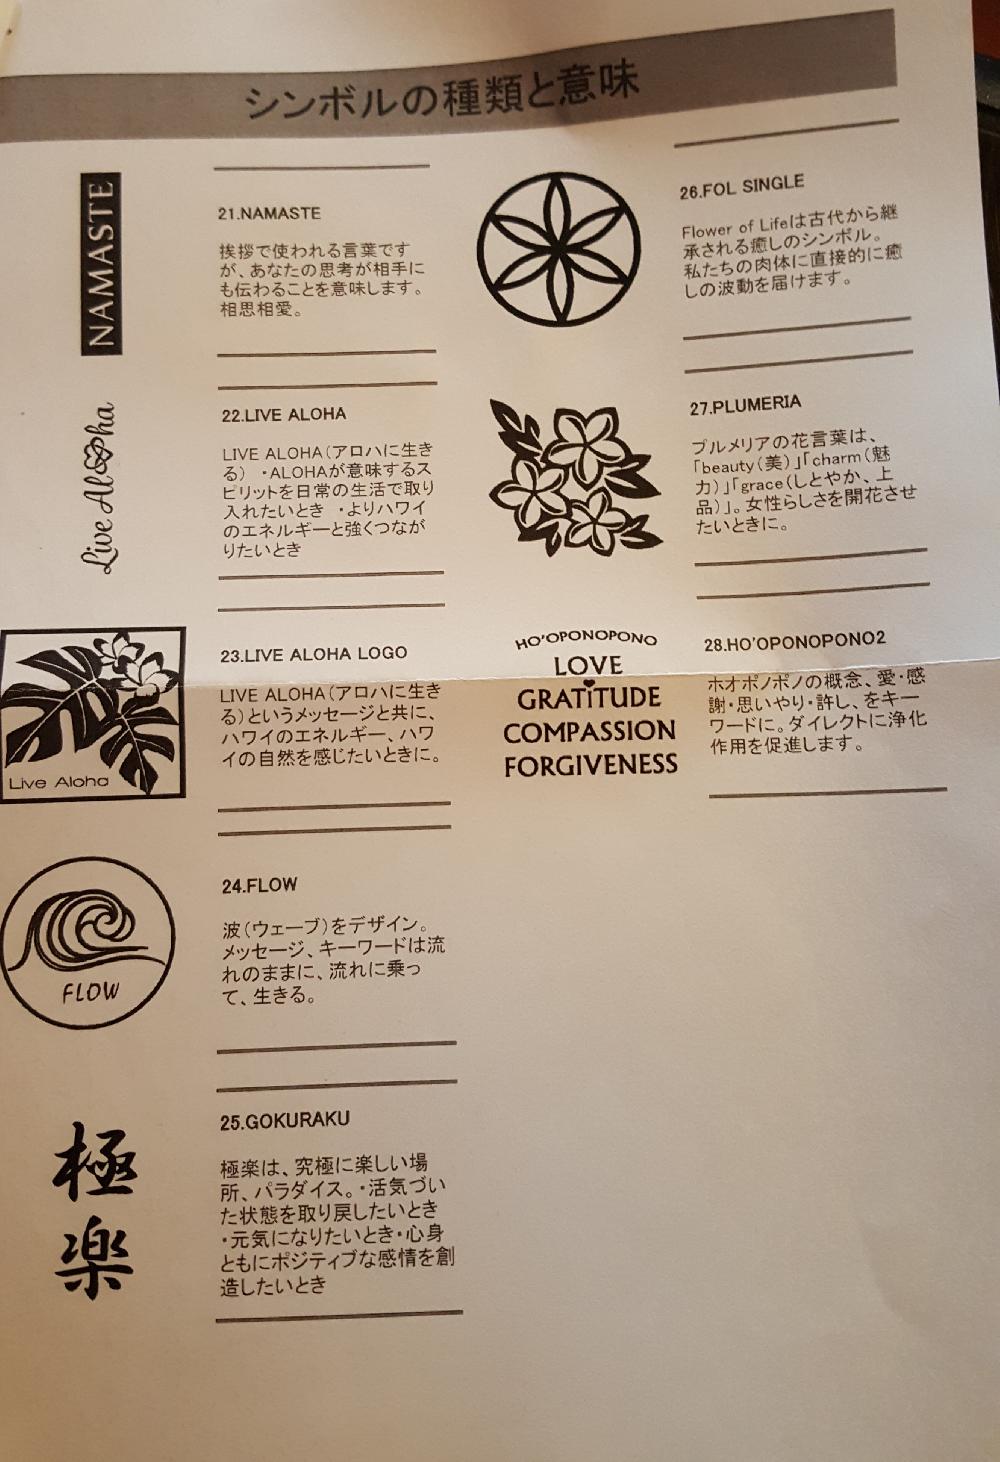 シンボルの種類と意味
NAMASTE
21.NAMASTE
挨拶で使われる言葉です
が、あなたの思考が相手に
も伝わることを意味します。
相思相愛。
Live Aloha
22.LIVE ALOHA
LIVE ALOHA(アロハに生き
る) ・ALOHAが意味するス
ピリットを日常の生活で取り
入れたいとき ・よりハワイ
のエネルギーと強くつなが
りたいとき
Live Aloha
23.LIVE ALOHA LOGO
LIVE ALOHA(アロハに生き
る)というメッセージと共に、
ハワイのエネルギー、ハワ
イの自然を感じたいときに。
FLOW
24.FLOW
波(ウェーブ)をデザイン。
メッセージ、キーワードは流
れのままに、流れに乗っ
て、生きる。
極
楽
25.GOKURAKU
極楽は、究極に楽しい場
所、パラダイス。・活気づい
た状態を取り戻したいとき
・元気になりたいとき・心身
ともにポジティブな感情を創
造したいとき
26.FOL SINGLE
Flower of Lifeは古代から継
承される癒しのシンボル。
私たちの肉体に直接的に癒
しの波動を届けます。
27.PLUMERIA
プルメリアの花言葉は、
「beauty(美)」「charm(魅
力)」「grace(しとやか、上
品)」。女性らしさを開花させ
たいときに。
HO'OPONOPONO
LOVE
GRATITUDE
COMPASSION
FORGIVENESS
28.HO'OPONOPONO2
ホオポノポノの概念、愛・感
謝・思いやり・許し、をキー
ワードに。ダイレクトに浄化
作用を促進します。